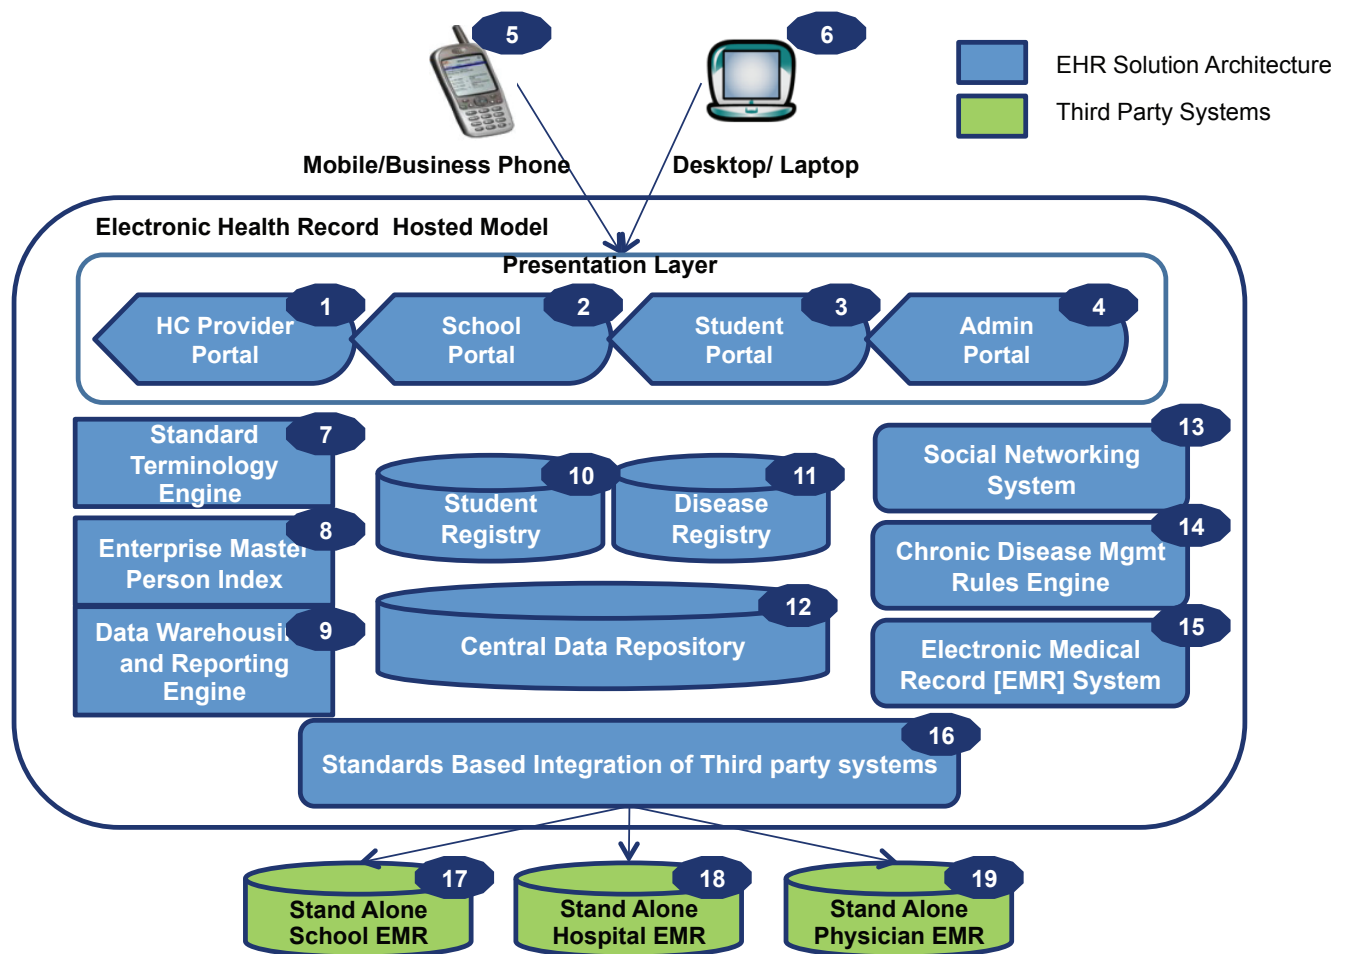 5
6
EHR Solution Architecture
Third Party Systems
Mobile/Business Phone
Desktop/ Laptop
Electronic Health Record  Hosted Model
Presentation Layer
1
HC Provider
Portal
2
School
Portal
3
Student
Portal
4
Admin
Portal
7
Standard
Terminology
Engine
8
Enterprise Master
Person Index
9
Data Warehousing
and Reporting
Engine
10
Student
Registry
11
Disease
Registry
12
Central Data Repository
13
Social Networking
System
14
Chronic Disease Mgmt
Rules Engine
15
Electronic Medical
Record [EMR] System
16
Standards Based Integration of Third party systems
17
Stand Alone
School EMR
18
Stand Alone
Hospital EMR
19
Stand Alone
Physician EMR